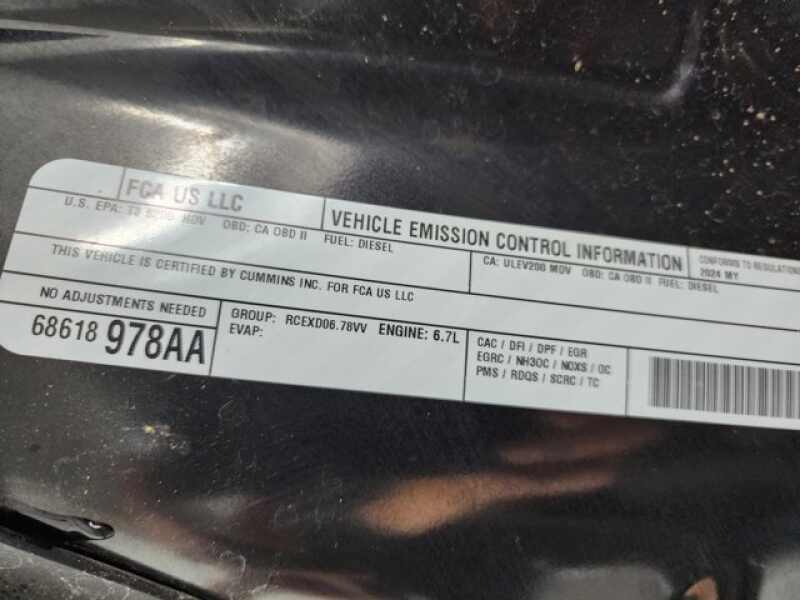 FCA US LLC
VEHICLE EMISSION CONTROL INFORMATION
CONFORMS TO REGULATIONS
2024 MY
U.S. EPA: MDV OBD: CA OBD II FUEL: DIESEL
CA: ULEV200 MDV OBD: CA OBD II FUEL: DIESEL
THIS VEHICLE IS CERTIFIED BY CUMMINS INC. FOR FCA US LLC
NO ADJUSTMENTS NEEDED
68618 978AA
GROUP: RCEXD06.78VV ENGINE: 6.7L
EVAP:
CAC / DFI / DPF / EGR
EGRC / NH3OC / NOXS / OC
PMS / RDQS / SCRC / TC